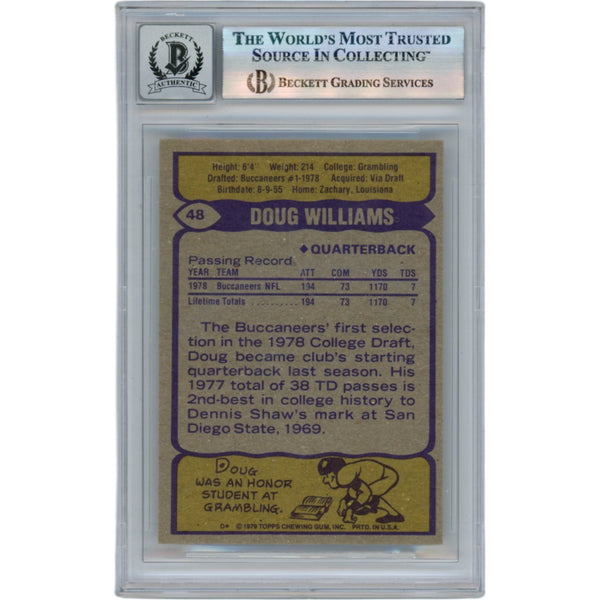 BECKETT
B
AUTHENTIC
THE WORLD'S MOST TRUSTED
SOURCE IN COLLECTING™
B BECKETT GRADING SERVICES
Height: 6'4" Weight: 214 College: Grambling
Drafted: Buccaneers #1-1978 Acquired: Via Draft
Birthdate: 8-9-55 Home: Zachary, Louisiana
48 DOUG WILLIAMS
◆QUARTERBACK
Passing Record
YEAR TEAM ATT COM YDS TDS
1978 Buccaneers NFL 194 73 1170 7
Lifetime Totals .......... 194 73 1170 7
The Buccaneers' first selec-
tion in the 1978 College Draft,
Doug became club's starting
quarterback last season. His
1977 total of 38 TD passes is
2nd-best in college history to
Dennis Shaw's mark at San
Diego State, 1969.
DOUG
WAS AN HONOR
STUDENT AT
GRAMBLING.
D* © 1979 TOPPS CHEWING GUM, INC. PRTD. IN U.S.A.